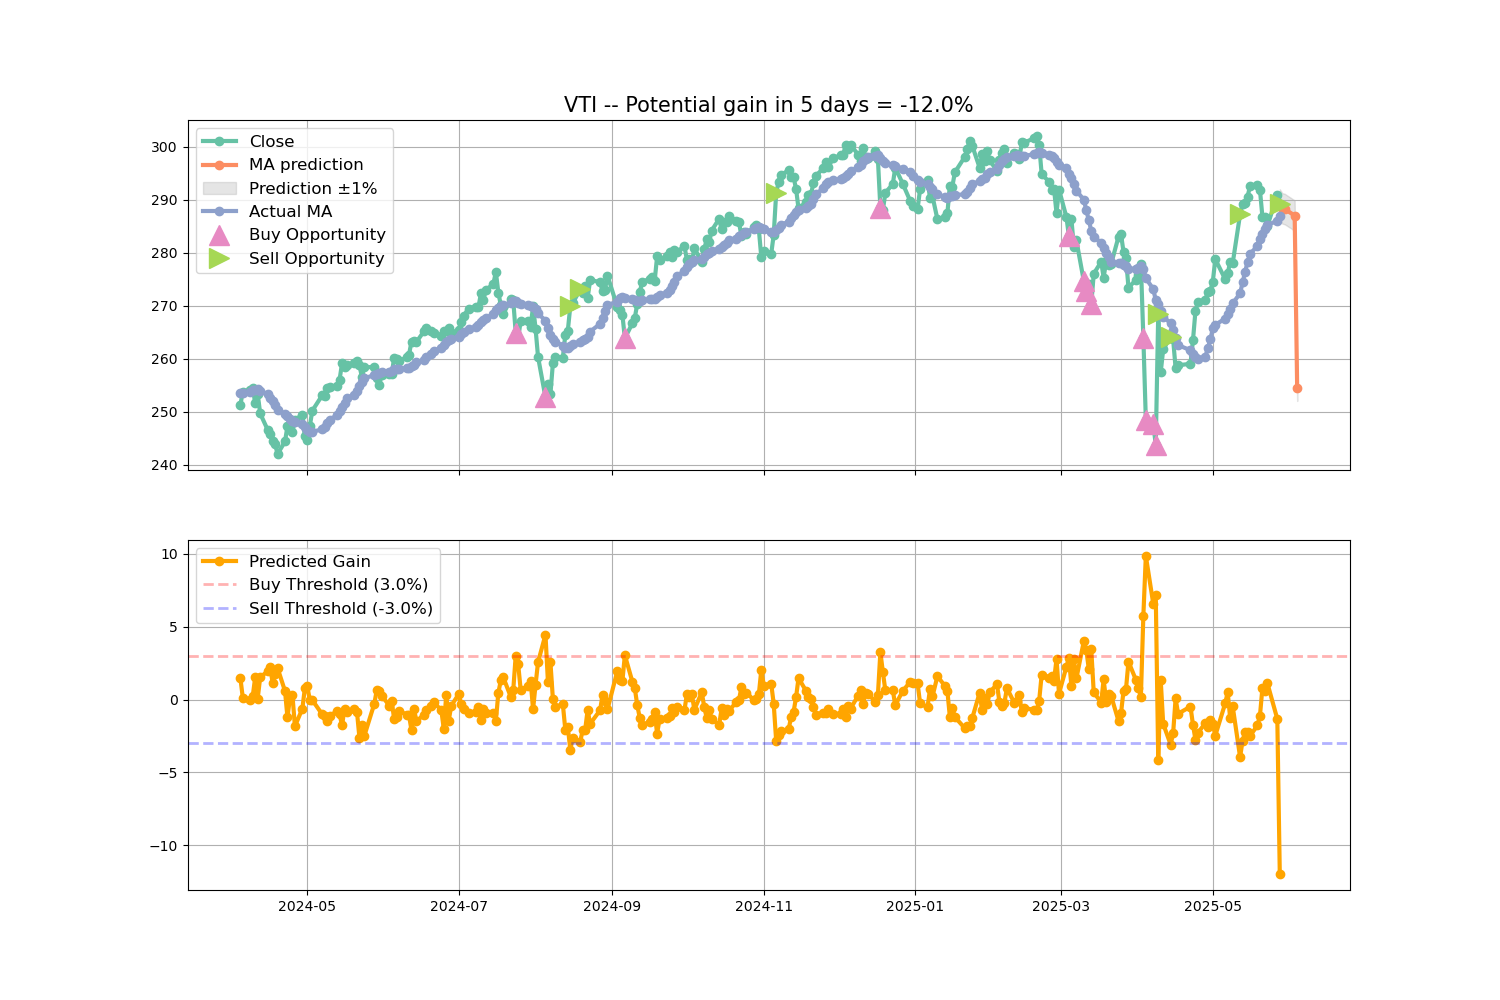 VTI -- Potential gain in 5 days = -12.0%
300
290
280
270
260
250
240
Close
MA prediction
Prediction ±1%
Actual MA
Buy Opportunity
Sell Opportunity
10
5
0
−5
−10
Predicted Gain
Buy Threshold (3.0%)
Sell Threshold (-3.0%)
2024-05
2024-07
2024-09
2024-11
2025-01
2025-03
2025-05